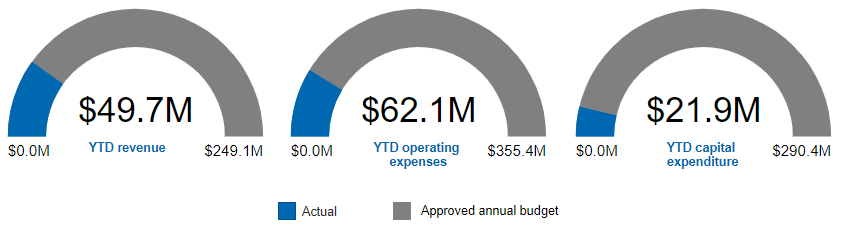 $49.7M
$0.0M
YTD revenue
$249.1M
$62.1M
$0.0M
YTD operating
expenses
$355.4M
$21.9M
$0.0M
YTD capital
expenditure
$290.4M
Actual
Approved annual budget